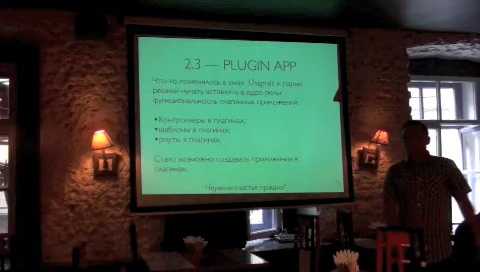 2.3 — PLUGIN APP
Что-то поменялось в умах 37signals и парни
решили начать вставлять в ядро рельс
функциональность плагинных приложений:
•Контроллеры в плагинах;
•шаблоны в плагинах;
•роуты в плагинах.
Стало возможно создавать приложения в
плагинах.
Неужели счастье пришло?